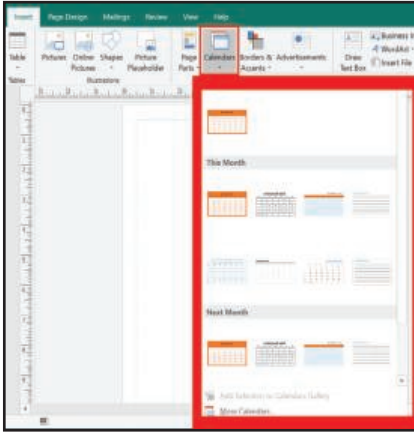 Insert Page Design Mailings Review View Help
Table Pictures Online Pictures Shapes Picture Placeholder Page Parts Calendars Borders & Accents Advertisements Draw Text Box Business In
WordArt
Insert File
Tables Illustrations
This Month
Next Month
Add Selection to Calendars Gallery
More Calendars...